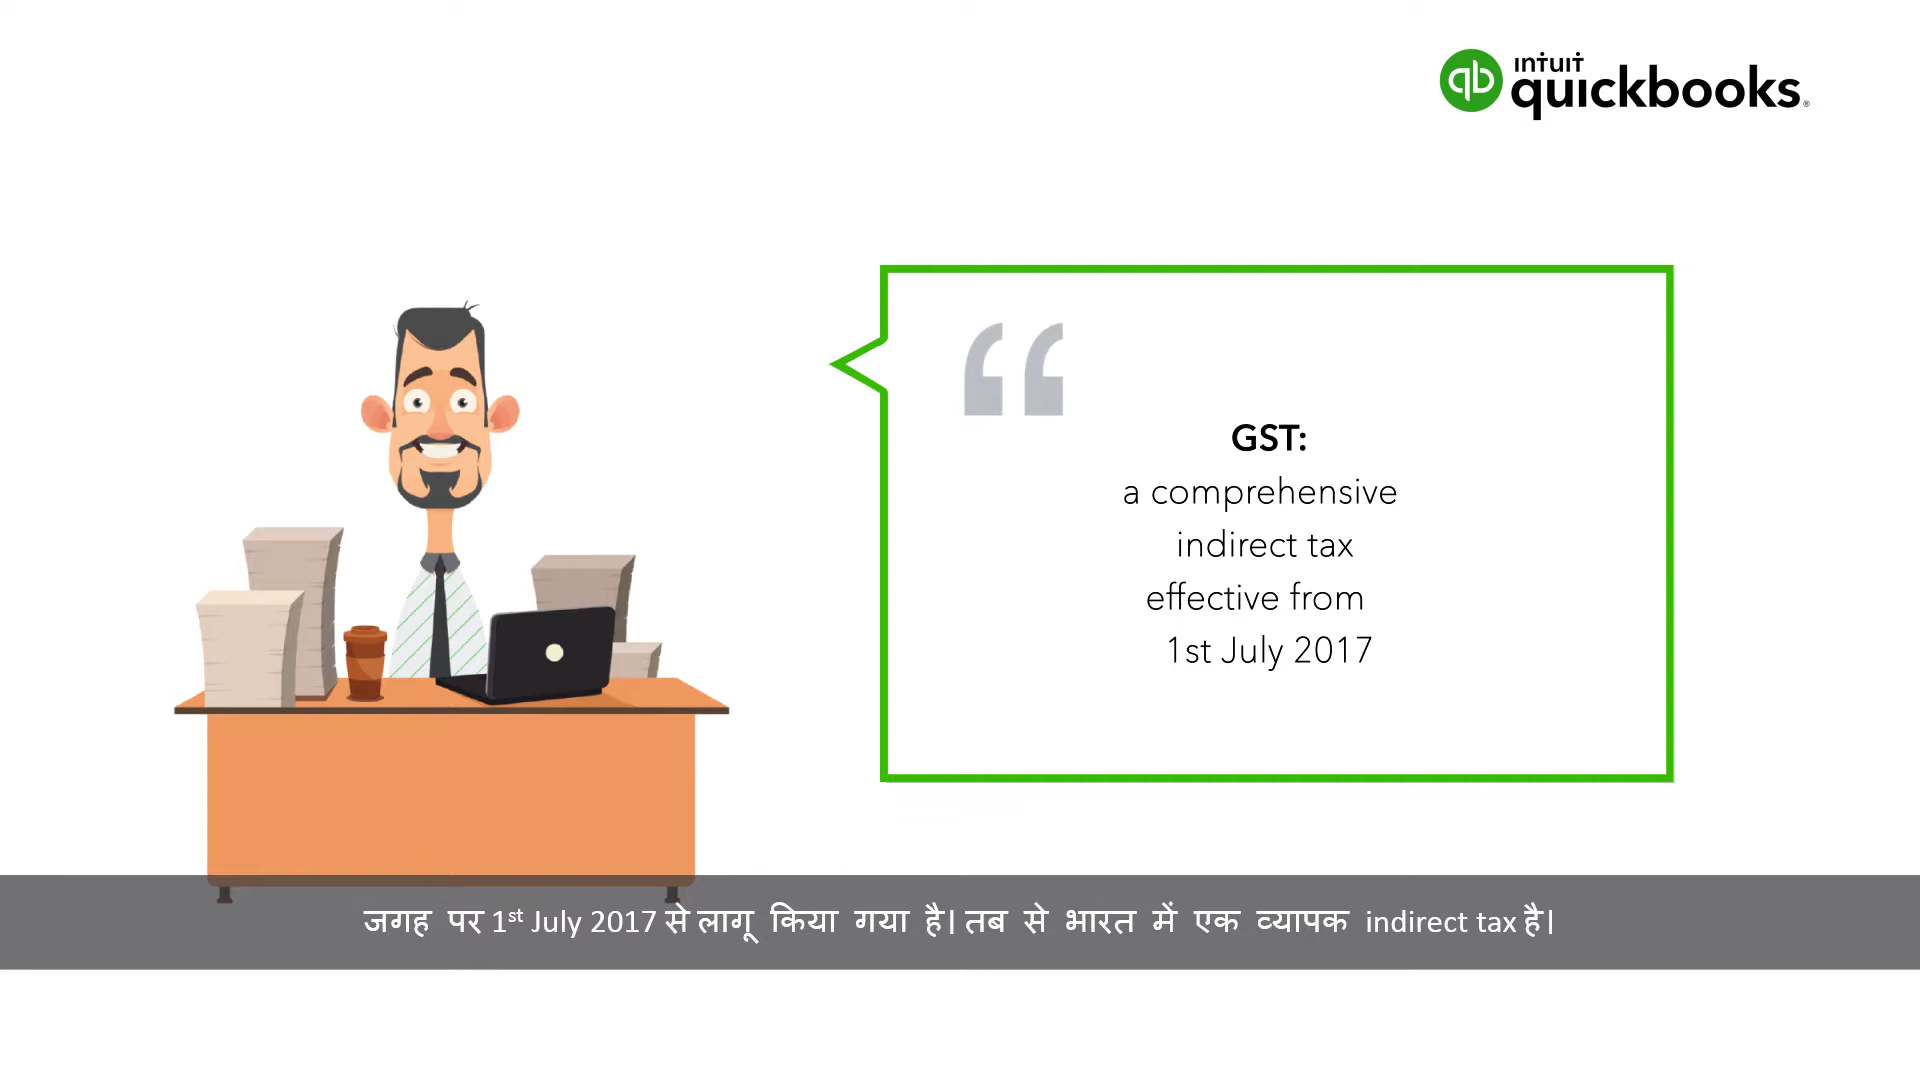 ıntuıt
quickbooks®
GST:
a comprehensive
indirect tax
effective from
1st July 2017
जगह पर 1st July 2017 से लागू किया गया है। तब से भारत में एक व्यापक indirect tax है।